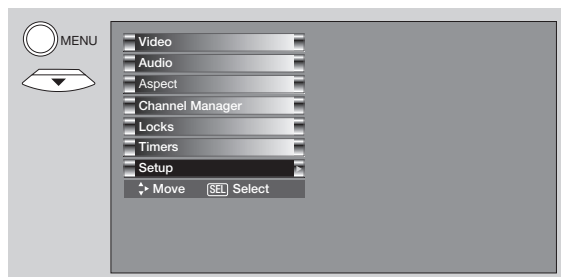 MENU
Video
Audio
Aspect
Channel Manager
Locks
Timers
Setup
Move SEL Select